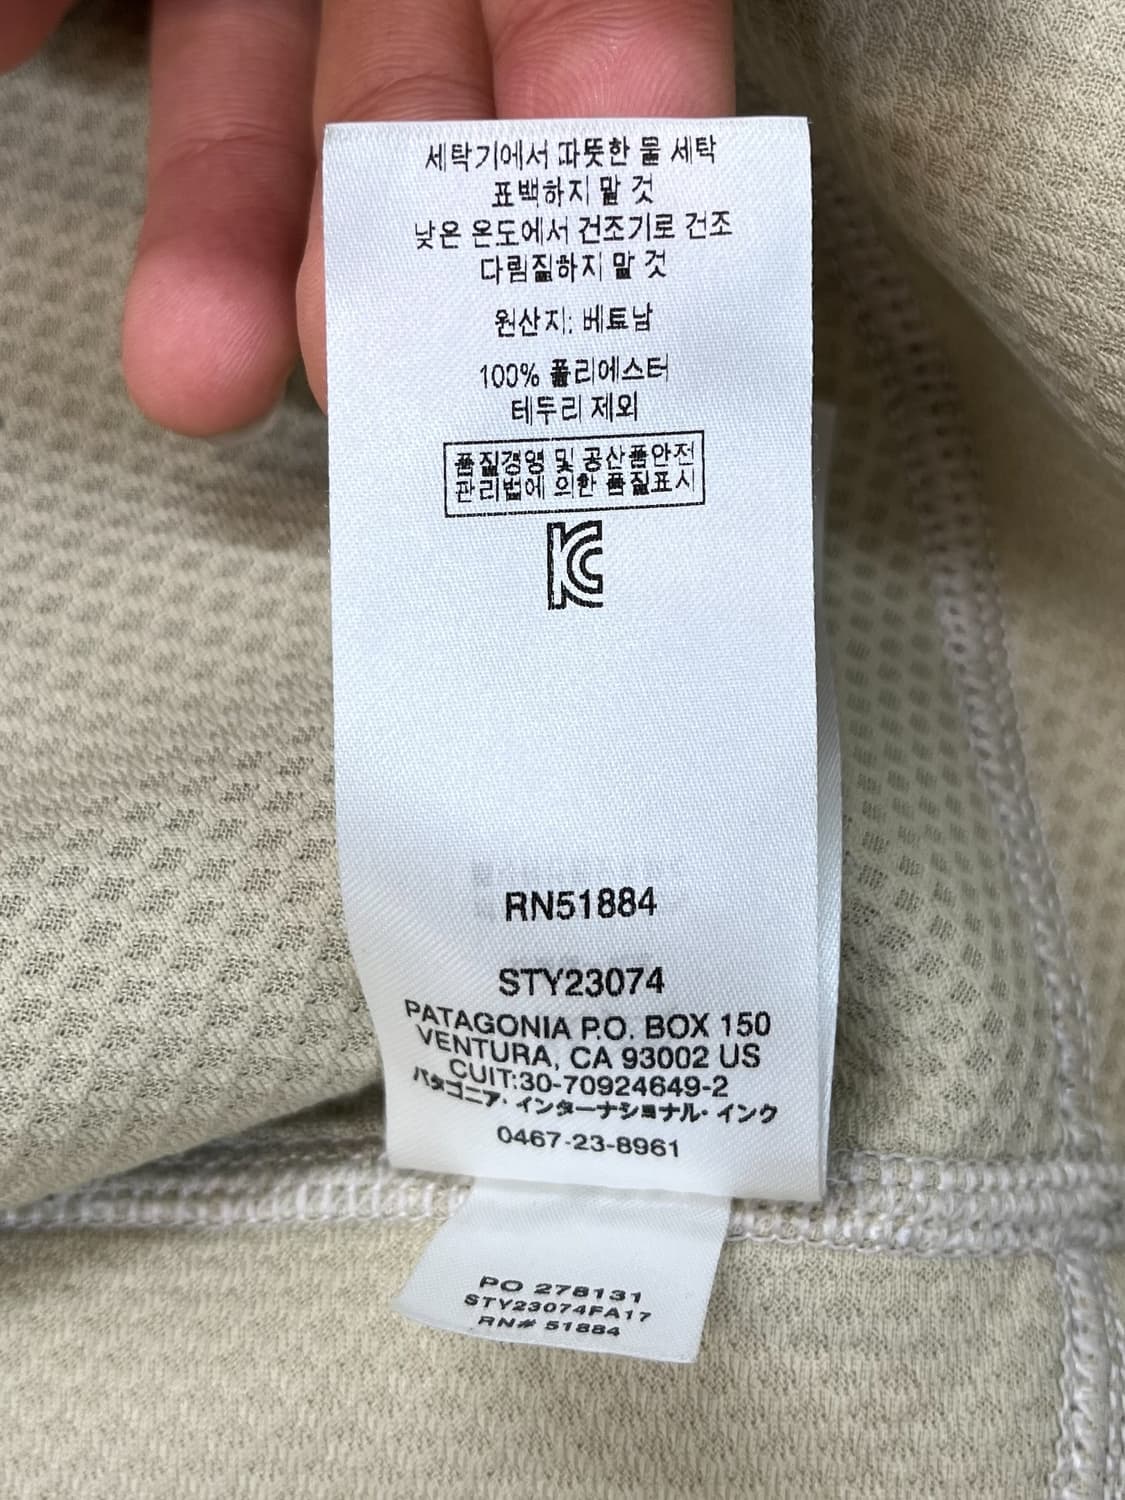 세탁기에서 따뜻한 물 세탁
표백하지 말 것
낮은 온도에서 건조기로 건조
다림질하지 말 것
원산지: 베트남
100% 폴리에스터
테두리 제외
품질경영 및 공산품안전
관리법에 의한 품질표시
KC
RN51884
STY23074
PATAGONIA P.O. BOX 150
VENTURA, CA 93002 US
CUIT:30-70924649-2
パタゴニア・インターナショナル・インク
0467-23-8961
PO 278131
STY23074FA17
RN# 51884